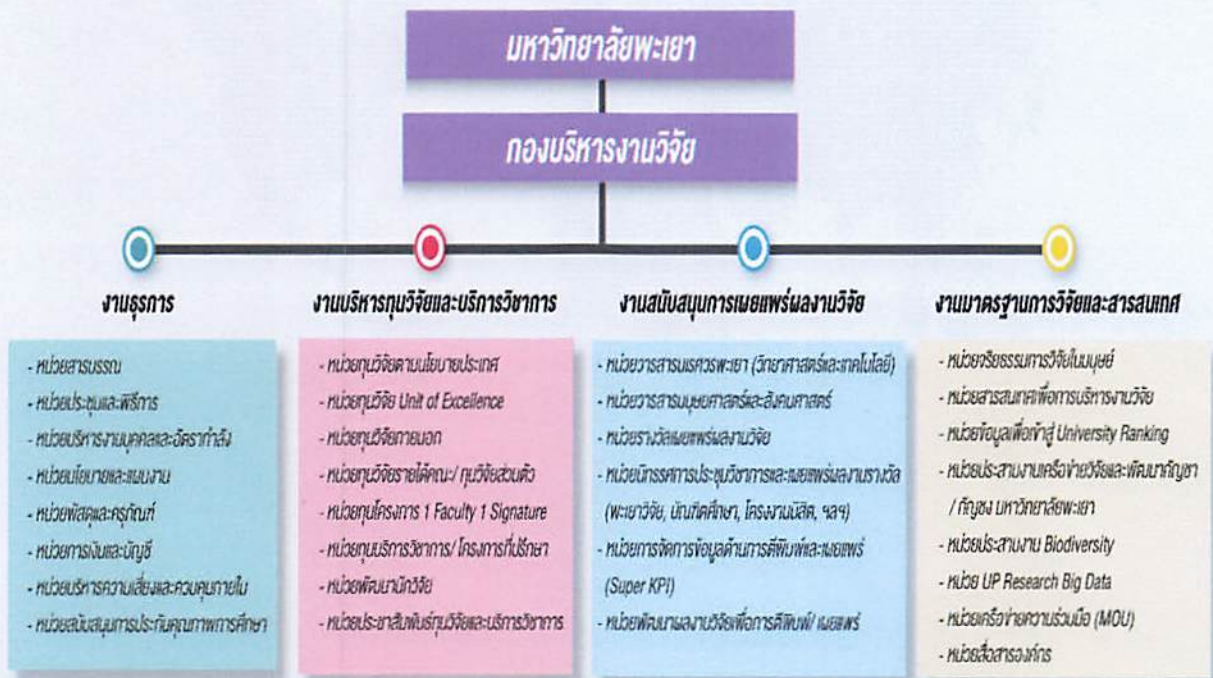 มหาวิทยาลัยพะเยา
กองบริหารงานวิจัย
งานธุรการ
- หน่วยสารบรรณ
- หน่วยประชุมและพิธีการ
- หน่วยบริหารงานบุคคลและอัตรากำลัง
- หน่วยนโยบายและแผนงาน
- หน่วยพัสดุและครุภัณฑ์
- หน่วยการเงินและบัญชี
- หน่วยบริหารความเสี่ยงและควบคุมภายใน
- หน่วยสนับสนุนการประกันคุณภาพการศึกษา
งานบริหารทุนวิจัยและบริการวิชาการ
- หน่วยทุนวิจัยตามนโยบายประเทศ
- หน่วยทุนวิจัย Unit of Excellence
- หน่วยทุนวิจัยภายนอก
- หน่วยทุนวิจัยรายได้คณะ/ ทุนวิจัยส่วนตัว
- หน่วยทุนโครงการ 1 Faculty 1 Signature
- หน่วยทุนบริการวิชาการ/ โครงการที่ปรึกษา
- หน่วยพัฒนานักวิจัย
- หน่วยประชาสัมพันธ์ทุนวิจัยและบริการวิชาการ
งานสนับสนุนการเผยแพร่ผลงานวิจัย
- หน่วยวารสารนเรศวรพะเยา (วิทยาศาสตร์และเทคโนโลยี)
- หน่วยวารสารมนุษยศาสตร์และสังคมศาสตร์
- หน่วยรางวัลเผยแพร่ผลงานวิจัย
- หน่วยนิทรรศการประชุมวิชาการและเผยแพร่ผลงานรางวัล
(พะเยาวิจัย, บัณฑิตศึกษา, โครงงานนิสิต, ฯลฯ)
- หน่วยการจัดการข้อมูลด้านการตีพิมพ์และเผยแพร่
(Super KPI)
- หน่วยพัฒนาผลงานวิจัยเพื่อการตีพิมพ์/ เผยแพร่
งานมาตรฐานการวิจัยและสารสนเทศ
- หน่วยจริยธรรมการวิจัยในมนุษย์
- หน่วยสารสนเทศเพื่อการบริหารงานวิจัย
- หน่วยข้อมูลเพื่อเข้าสู่ University Ranking
- หน่วยประสานงานเครือข่ายวิจัยและพัฒนากัญชา
/ กัญชง มหาวิทยาลัยพะเยา
- หน่วยประสานงาน Biodiversity
- หน่วย UP Research Big Data
- หน่วยเครือข่ายความร่วมมือ (MOU)
- หน่วยสื่อสารองค์กร